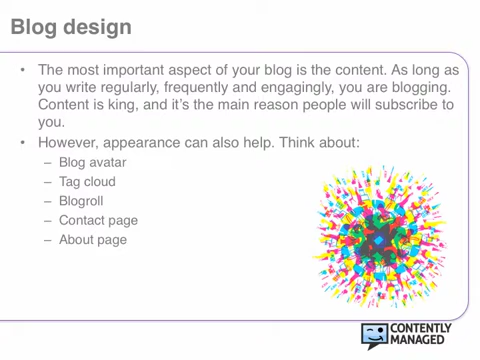 Blog design
• The most important aspect of your blog is the content. As long as
you write regularly, frequently and engagingly, you are blogging.
Content is king, and it's the main reason people will subscribe to
you.
• However, appearance can also help. Think about:
– Blog avatar
– Tag cloud
– Blogroll
– Contact page
– About page
CONTENTLY
MANAGED